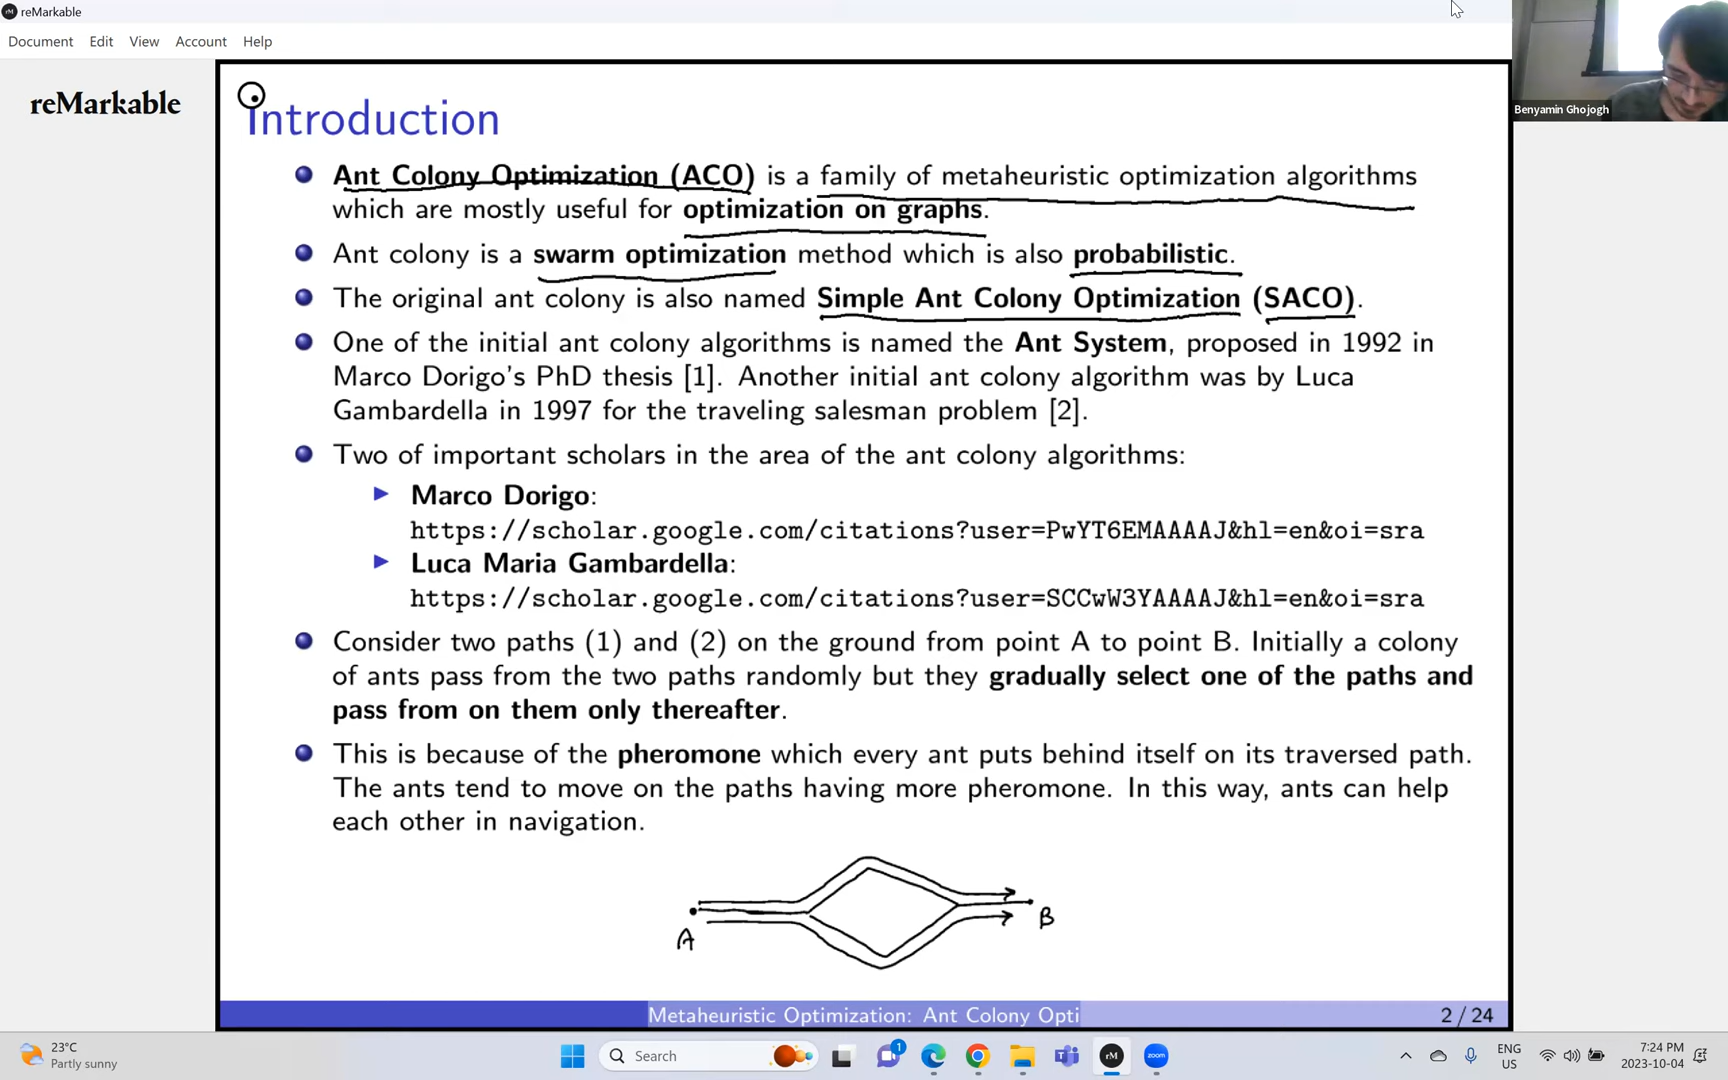 reMarkable
Document Edit View Account Help
reMarkable
Benyamin Ghojogh
Introduction
Ant Colony Optimization (ACO) is a family of metaheuristic optimization algorithms
which are mostly useful for optimization on graphs.
Ant colony is a swarm optimization method which is also probabilistic.
The original ant colony is also named Simple Ant Colony Optimization (SACO).
One of the initial ant colony algorithms is named the Ant System, proposed in 1992 in
Marco Dorigo's PhD thesis [1]. Another initial ant colony algorithm was by Luca
Gambardella in 1997 for the traveling salesman problem [2].
Two of important scholars in the area of the ant colony algorithms:
Marco Dorigo:
https://scholar.google.com/citations?user=PwYT6EMAAAAJ&hl=en&oi=sra
Luca Maria Gambardella:
https://scholar.google.com/citations?user=SCCwW3YAAAAJ&hl=en&oi=sra
Consider two paths (1) and (2) on the ground from point A to point B. Initially a colony
of ants pass from the two paths randomly but they gradually select one of the paths and
pass from on them only thereafter.
This is because of the pheromone which every ant puts behind itself on its traversed path.
The ants tend to move on the paths having more pheromone. In this way, ants can help
each other in navigation.
A
B
Metaheuristic Optimization: Ant Colony Opti
2 / 24
23°C
Partly sunny
Search
1
rM
zoom
ENG
US
7:24 PM
2023-10-04